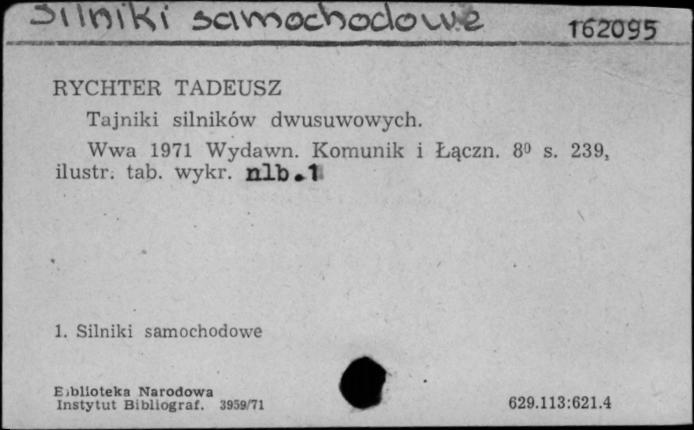 Silniki samochodowe 162095
RYCHTER TADEUSZ
Tajniki silników dwusuwowych.
Wwa 1971 Wydawn. Komunik i Łączn. 8⁰ s. 239,
ilustr. tab. wykr. nlb.1
1. Silniki samochodowe
Biblioteka Narodowa
Instytut Bibliograf. 3959/71
629.113:621.4